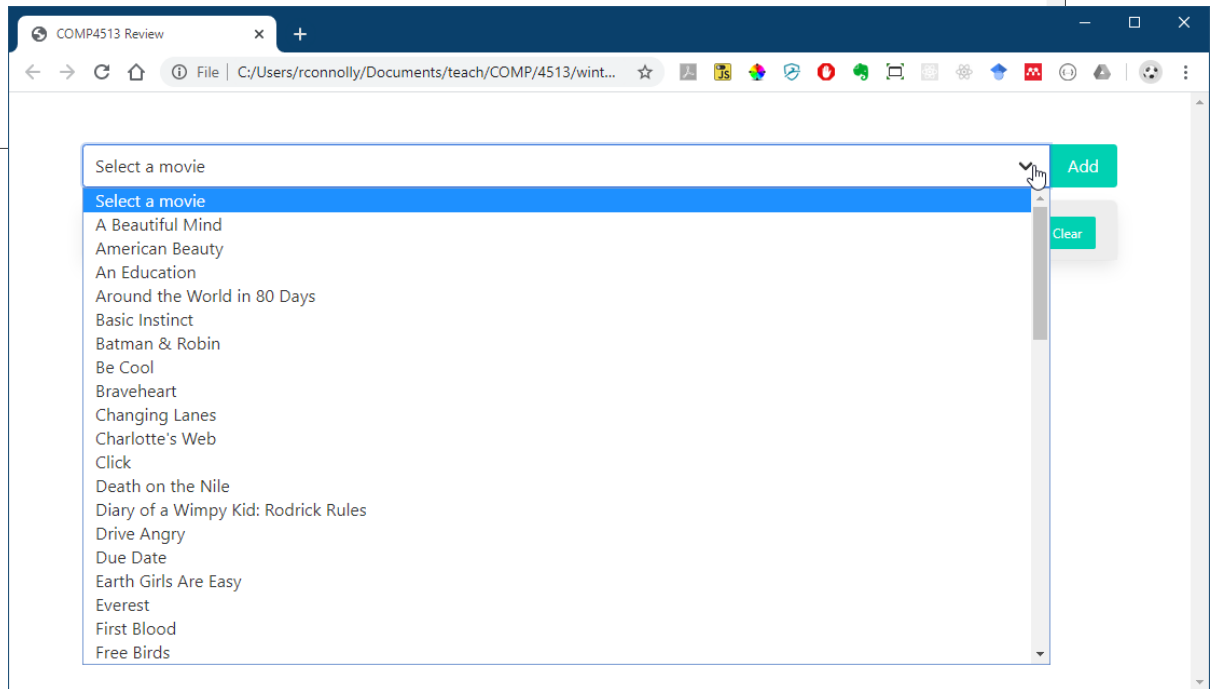 COMP4513 Review
File | C:/Users/rconnolly/Documents/teach/COMP/4513/wint...
JS
Select a movie
Add
Select a movie
A Beautiful Mind
American Beauty
Clear
An Education
Around the World in 80 Days
Basic Instinct
Batman & Robin
Be Cool
Braveheart
Changing Lanes
Charlotte's Web
Click
Death on the Nile
Diary of a Wimpy Kid: Rodrick Rules
Drive Angry
Due Date
Earth Girls Are Easy
Everest
First Blood
Free Birds